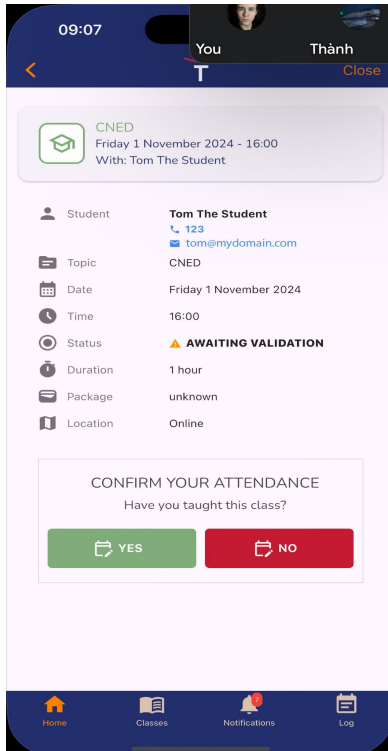 09:07
You
Thành
T
Close
CNED
Friday 1 November 2024 - 16:00
With: Tom The Student
Student
Tom The Student
123
tom@mydomain.com
Topic
CNED
Date
Friday 1 November 2024
Time
16:00
Status
AWAITING VALIDATION
Duration
1 hour
Package
unknown
Location
Online
CONFIRM YOUR ATTENDANCE
Have you taught this class?
YES
NO
7
Home
Classes
Notifications
Log